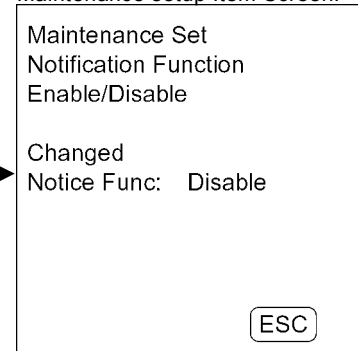 Maintenance setup item Screen.
Maintenance Set
Notification Function
Enable/Disable
Changed
Notice Func: Disable
ESC